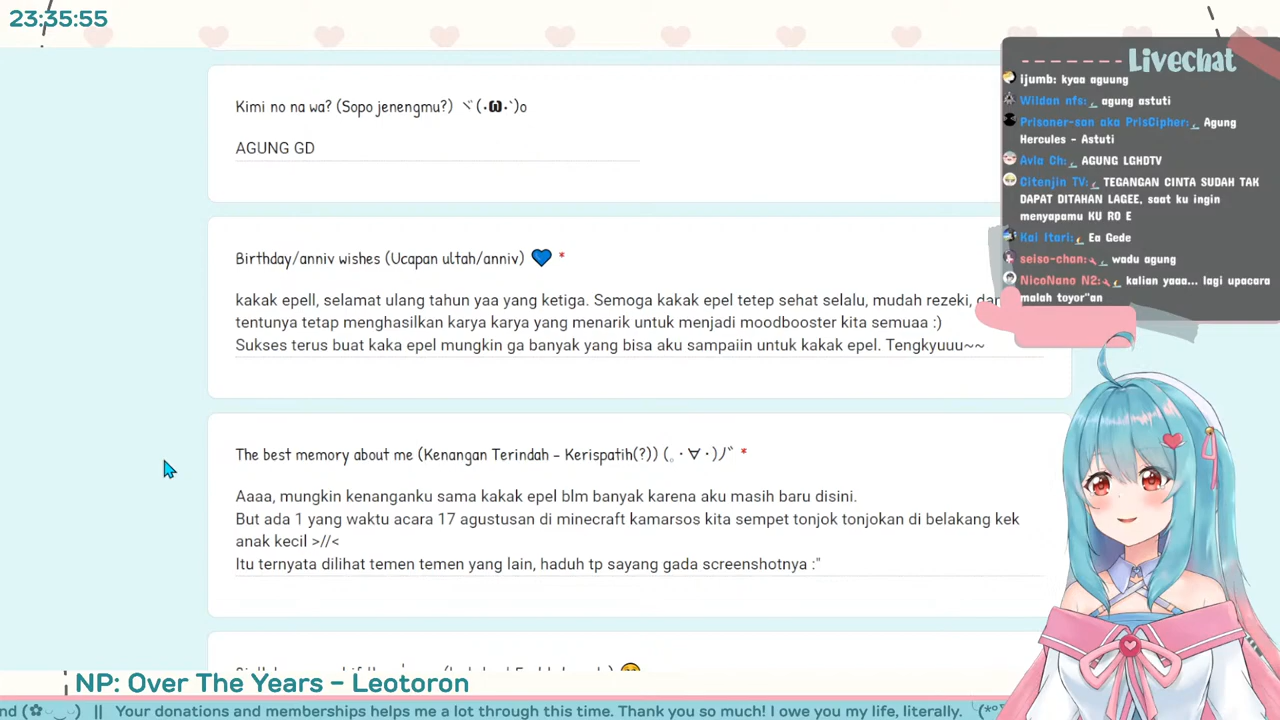 23:35:55
Kimi no na wa? (Sopo jenengmu?) ヾ(・ω・`)o
AGUNG GD
Birthday/anniv wishes (Ucapan ultah/anniv) 💙 *
kakak epell, selamat ulang tahun yaa yang ketiga. Semoga kakak epel tetep sehat selalu, mudah rezeki, dan
tentunya tetap menghasilkan karya karya yang menarik untuk menjadi moodbooster kita semuaa :)
Sukses terus buat kaka epel mungkin ga banyak yang bisa aku sampaiin untuk kakak epel. Tengkyuuu~~
The best memory about me (Kenangan Terindah - Kerispatih(?)) (。・∀・)ﾉﾞ *
Aaaa, mungkin kenanganku sama kakak epel blm banyak karena aku masih baru disini.
But ada 1 yang waktu acara 17 agustusan di minecraft kamarsos kita sempet tonjok tonjokan di belakang kek
anak kecil >//<
Itu ternyata dilihat temen temen yang lain, haduh tp sayang gada screenshotnya :"
Livechat
ijumb: kyaa aguung
Wildan nfs: agung astuti
Prisoner-san aka PrisCipher: Agung
Hercules - Astuti
Avla Ch: AGUNG LGHDTV
Citenjin TV: TEGANGAN CINTA SUDAH TAK
DAPAT DITAHAN LAGEE, saat ku ingin
menyapamu KU RO E
Kai Itari: Ea Gede
seiso-chan: wadu agung
NicoNano N2: kalian yaaa... lagi upacara
malah toyor"an
NP: Over The Years - Leotoron
nd (✿◡‿◡) || Your donations and memberships helps me a lot through this time. Thank you so much! I owe you my life, literally.